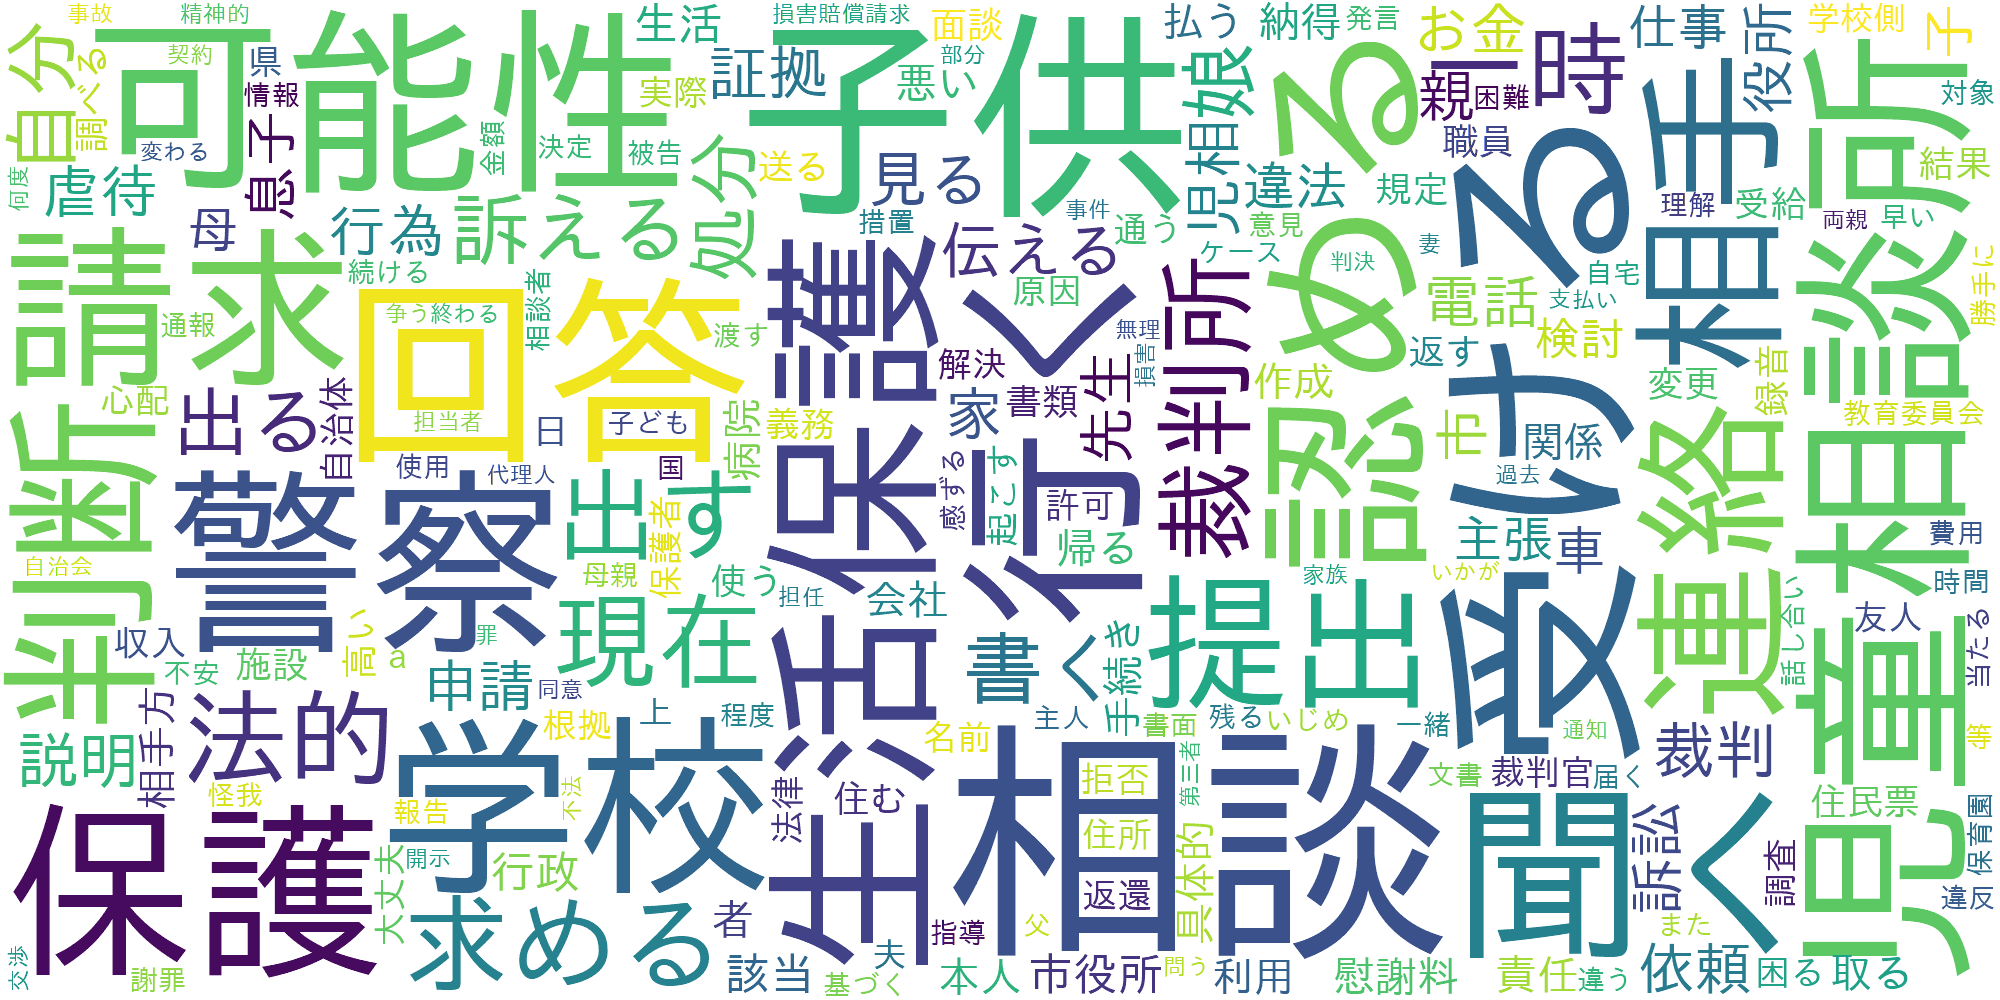 事故
精神的
契約
可能性
子供
生活
損害賠償請求
面談
払う
納得
発言
お金
仕事
学校側
子
自分
調べる
県
情報
変わる
何度
息子
金額
決定
実際
被告
証拠
部分
悪い
娘
める
一時
親
困難
役所
相手
児童相談所
対象
結果
虐待
母
行為
訴える
処分
送る
見る
措置
伝える
事件
通う
児相
違法
意見
ケース
規定
職員
理解
受給
両親
早い
請求
通報
続ける
争う
終わる
回答
相談者
渡す
生活保護
行く
原因
無理
損害
裁判所
認める
判決
妻
電話
自宅
支払い
返す
検討
連絡
勝手に
判断
心配
出る
自治体
担当者
日
子ども
病院
義務
家
解決
書類
先生
作成
市
受ける
関係
変更
録音
教育委員会
警察
使用
代理人
国
出す
感ずる
起こす
許可
過去
主張
車
費用
自治会
母親
保護者
使う
担任
会社
帰る
家族
いかが
友人
時間
話し合い
当たる
収入
不安
施設
高い
a
罪
申請
現在
同意
書く
手続き
提出
相手方
説明
法的
根拠
上
程度
名前
主人
書面
残る
いじめ
一緒
通知
裁判
等
怪我
報告
学校
不法
法律
住む
相談
拒否
住所
返還
第三者
具体的
文書
裁判官
届く
聞く
訴訟
調査
住民票
保育園
違反
保護
大丈夫
開示
行政
求める
者
該当
夫
基づく
指導
本人
父
市役所
問う
利用
慰謝料
責任
違う
依頼
また
困る
取る
交渉
謝罪